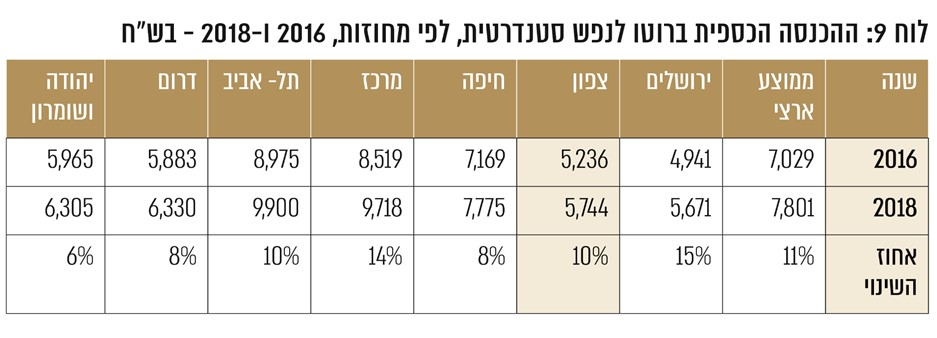 לוח 9: ההכנסה הכספית ברוטו לנפש סטנדרטית, לפי מחוזות, 2016 ו-2018 - בש"ח
שנה ממוצע ארצי ירושלים צפון חיפה מרכז תל- אביב דרום יהודה ושומרון
2016 7,029 4,941 5,236 7,169 8,519 8,975 5,883 5,965
2018 7,801 5,671 5,744 7,775 9,718 9,900 6,330 6,305
אחוז השינוי 11% 15% 10% 8% 14% 10% 8% 6%